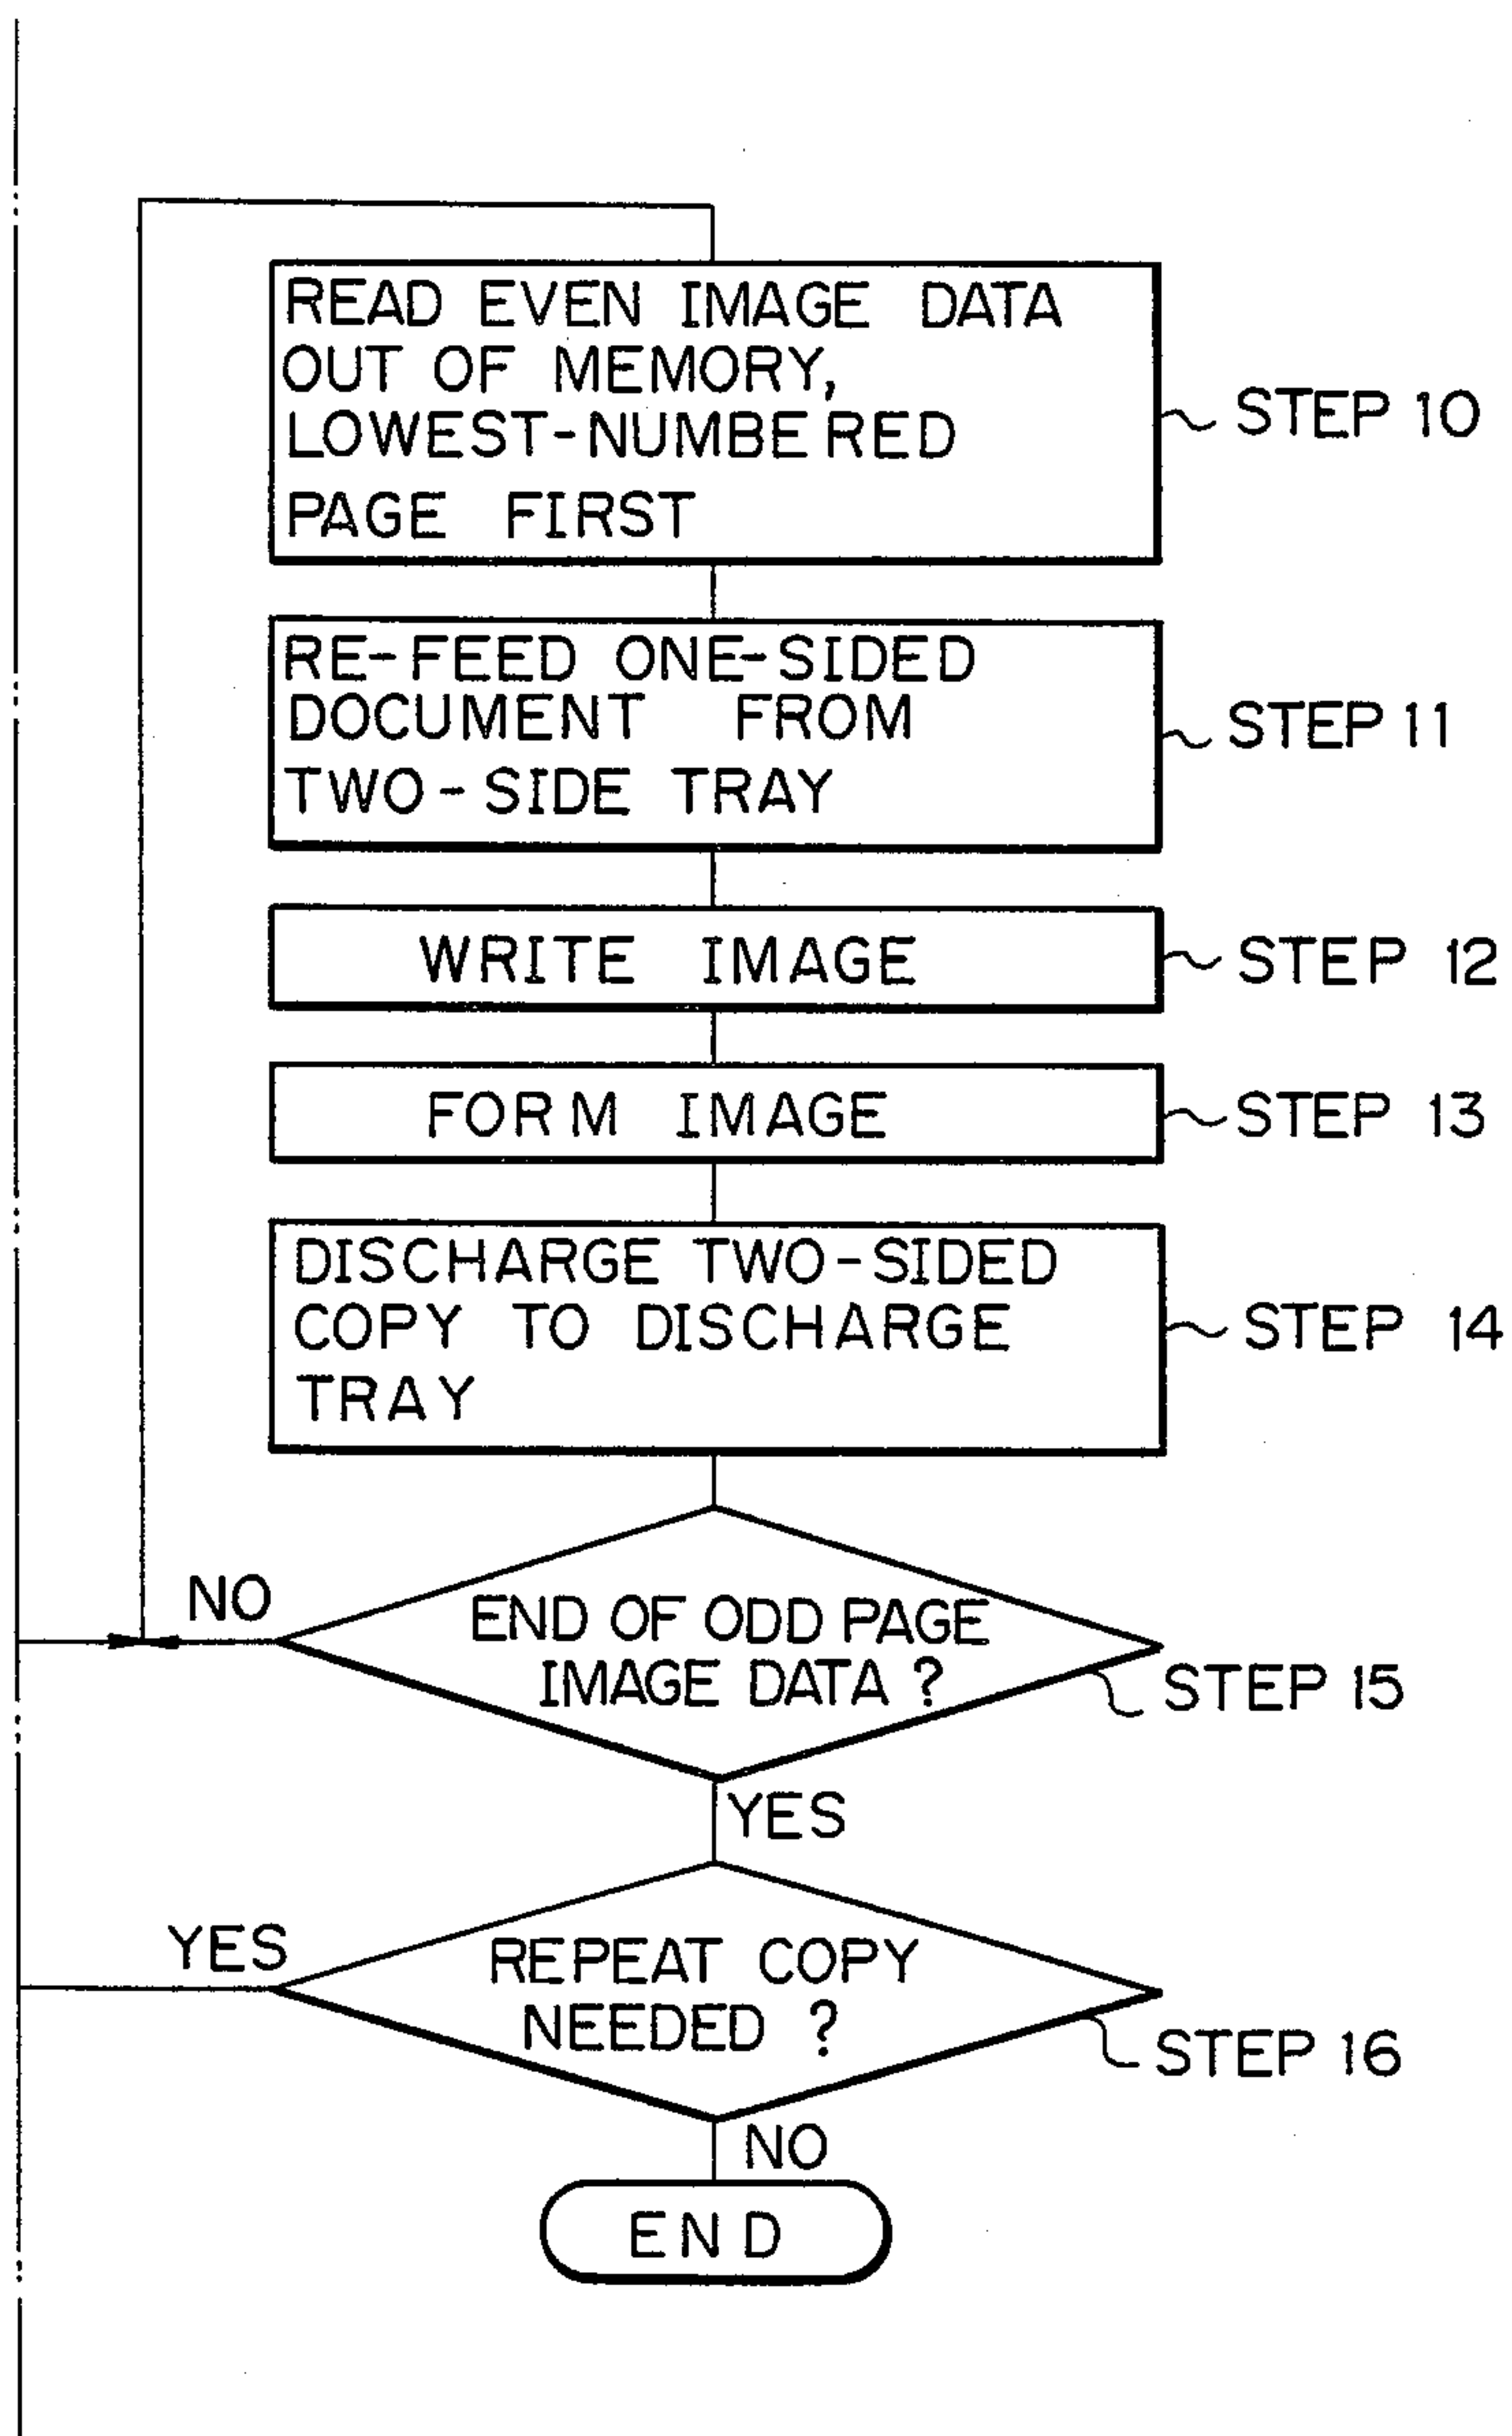 READ EVEN IMAGE DATA
OUT OF MEMORY,
LOWEST-NUMBERED
PAGE FIRST
STEP 10
RE-FEED ONE-SIDED
DOCUMENT FROM
TWO-SIDE TRAY
STEP 11
WRITE IMAGE
STEP 12
FORM IMAGE
STEP 13
DISCHARGE TWO-SIDED
COPY TO DISCHARGE
TRAY
STEP 14
NO
END OF ODD PAGE
IMAGE DATA ?
STEP 15
YES
YES
REPEAT COPY
NEEDED ?
STEP 16
NO
END